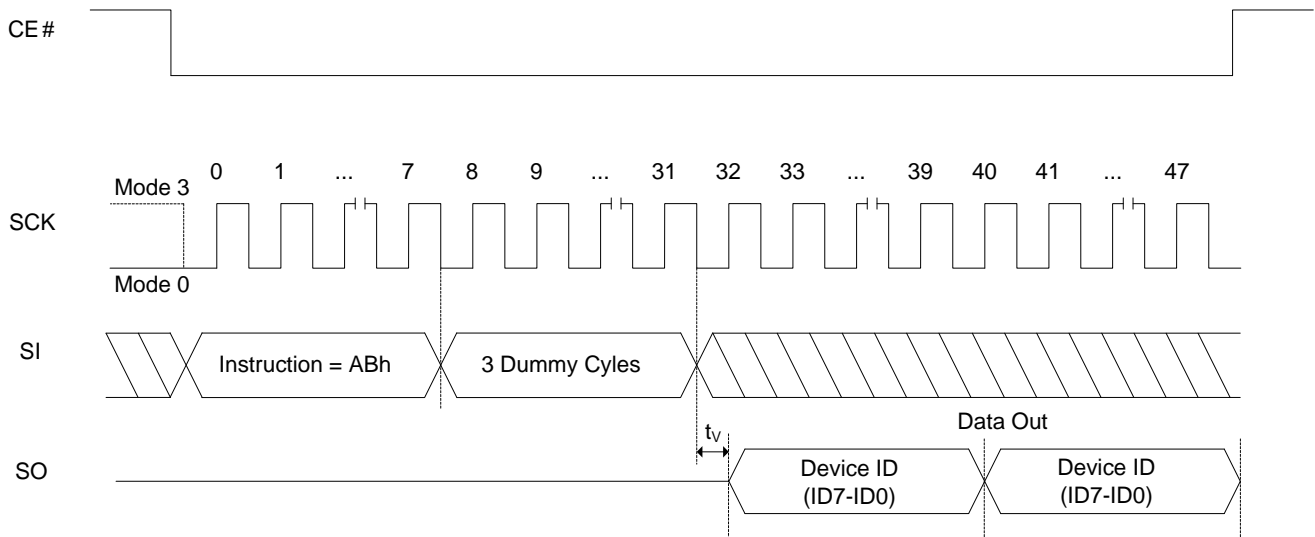 CE#
0 1 ... 7 8 9 ... 31 32 33 ... 39 40 41 ... 47
Mode 3
SCK
Mode 0
SI
Instruction = ABh
3 Dummy Cyles
tV
Data Out
SO
Device ID
(ID7-ID0)
Device ID
(ID7-ID0)